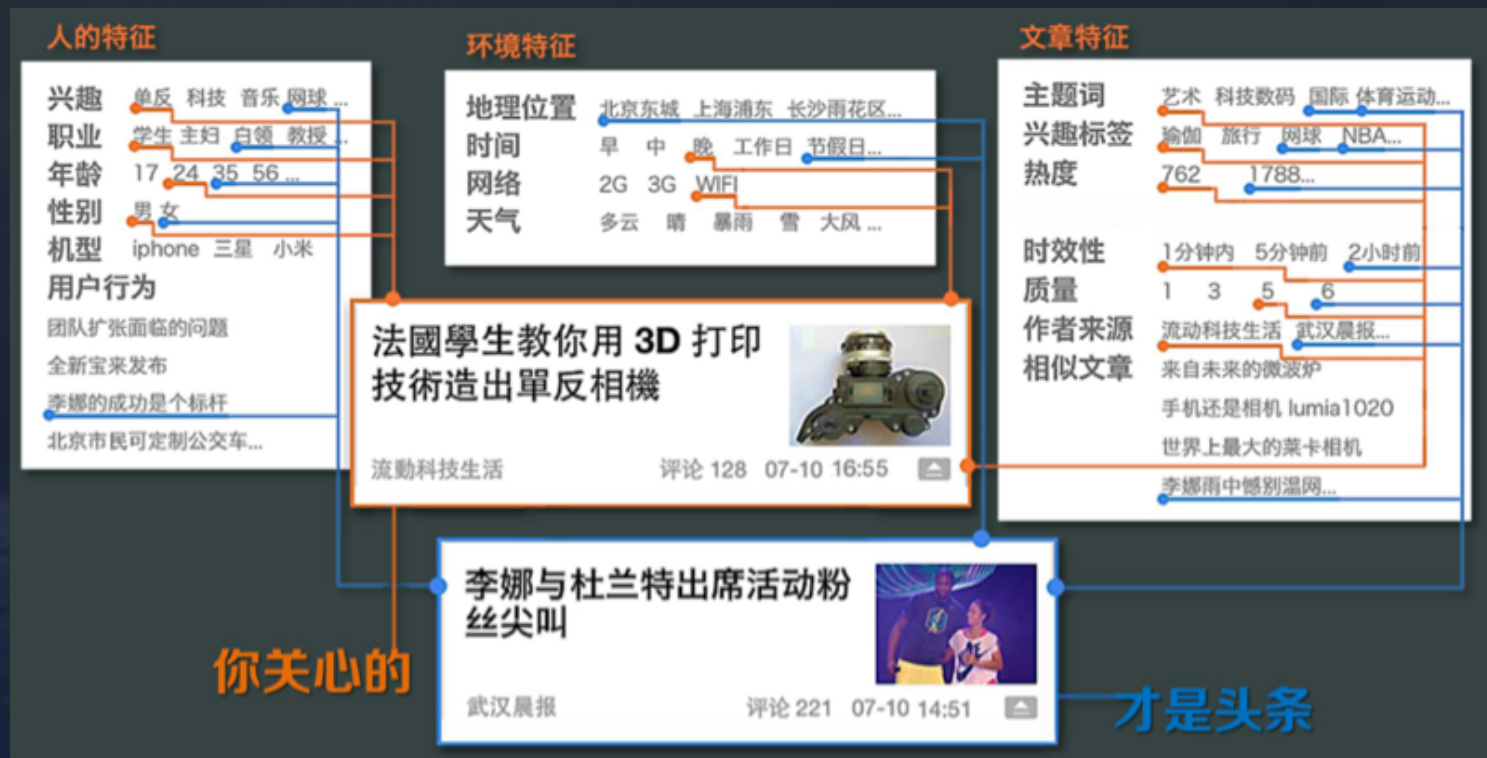 人的特征
兴趣 单反 科技 音乐 网球 ...
职业 学生 主妇 白领 教授 ...
年龄 17 24 35 56 ...
性别 男 女
机型 iphone 三星 小米
用户行为
团队扩张面临的问题
全新宝来发布
李娜的成功是个标杆
北京市民可定制公交车...
环境特征
地理位置 北京东城 上海浦东 长沙雨花区...
时间 早 中 晚 工作日 节假日...
网络 2G 3G WIFI
天气 多云 晴 暴雨 雪 大风 ...
文章特征
主题词 艺术 科技数码 国际 体育运动...
兴趣标签 瑜伽 旅行 网球 NBA...
热度 762 1788...
时效性 1分钟内 5分钟前 2小时前
质量 1 3 5 6
作者来源 流动科技生活 武汉晨报...
相似文章 来自未来的微波炉
手机还是相机 lumia1020
世界上最大的莱卡相机
李娜雨中憾别温网...
法國學生教你用 3D 打印
技術造出單反相機
流動科技生活 评论 128 07-10 16:55
李娜与杜兰特出席活动粉
丝尖叫
武汉晨报 评论 221 07-10 14:51
你关心的
才是头条